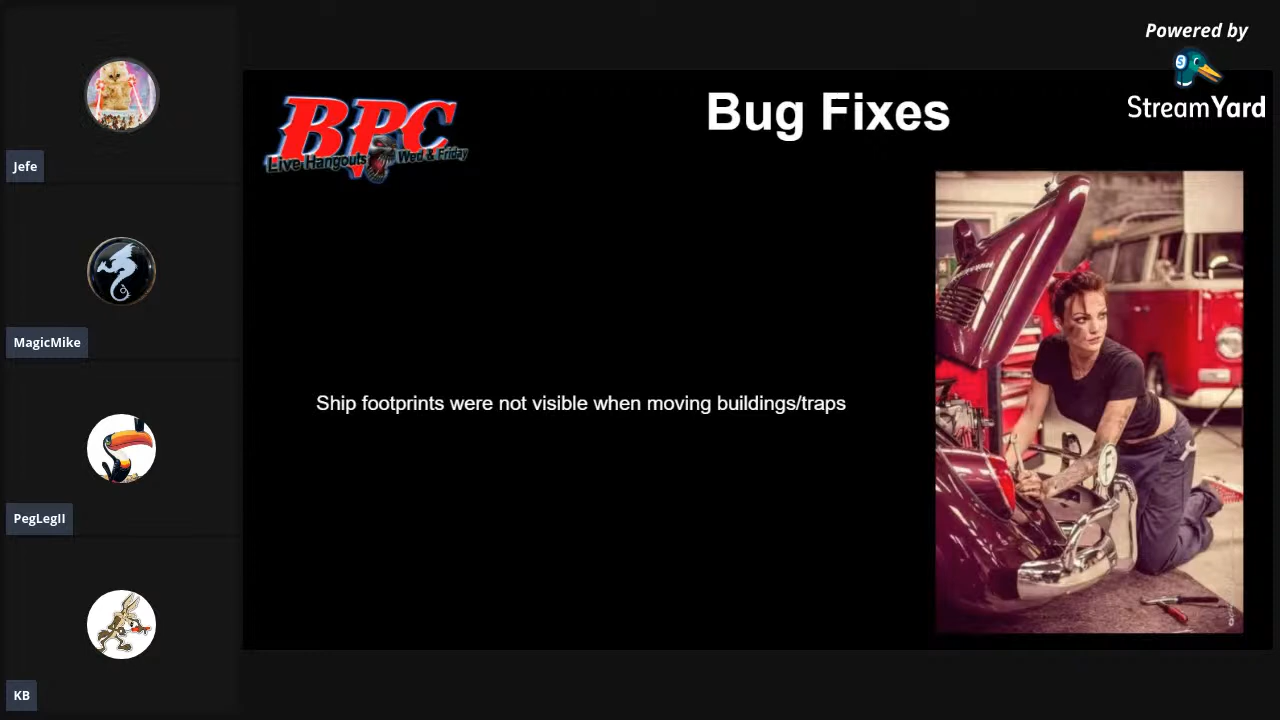 Powered by
StreamYard
BPC
Live Hangouts Wed & Friday
Bug Fixes
Ship footprints were not visible when moving buildings/traps
Jefe
MagicMike
PegLegII
KB